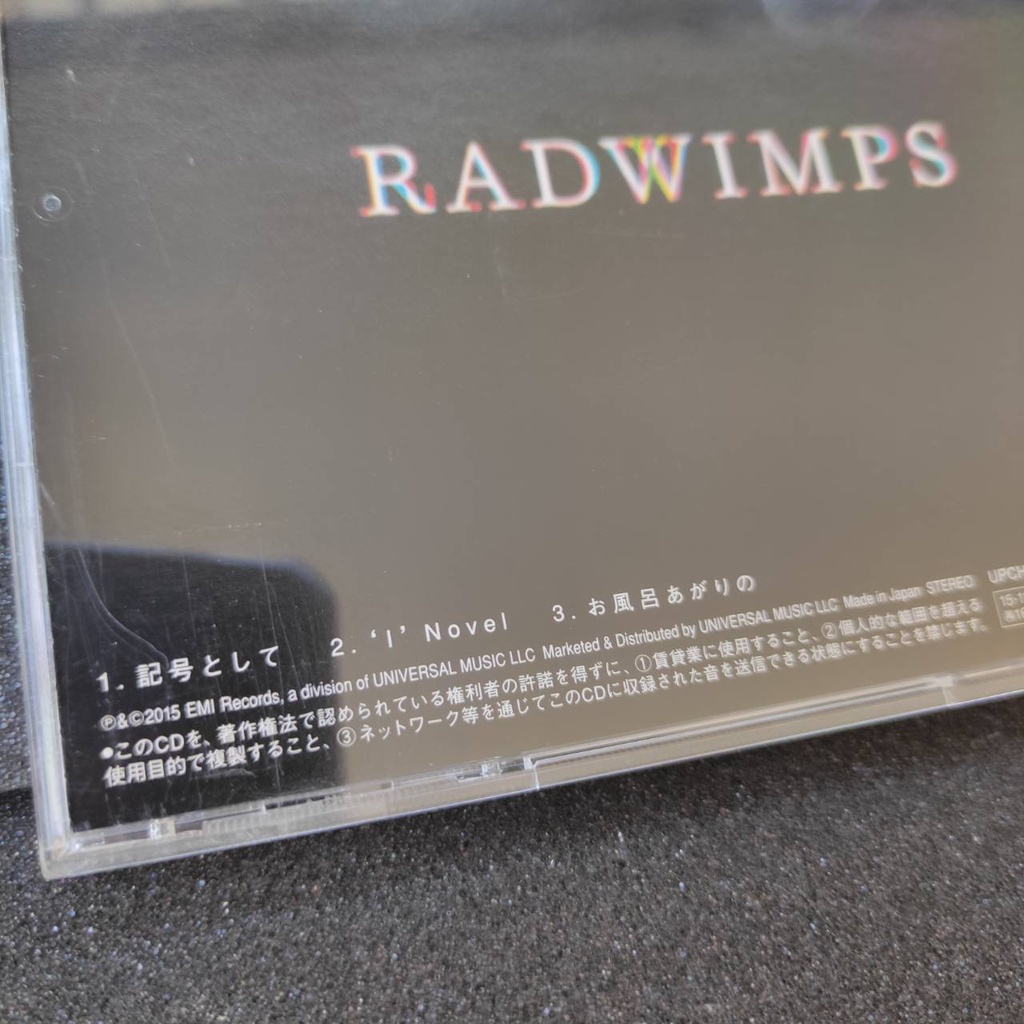 RADWIMPS
1. 記号として 2. ‘I’ Novel 3. お風呂あがりの
℗&©2015 EMI Records, a division of UNIVERSAL MUSIC LLC Marketed & Distributed by UNIVERSAL MUSIC LLC Made in Japan STEREO UPCH
●このCDを、著作権法で認められている権利者の許諾を得ずに、①賃貸業に使用すること、②個人的な範囲を超える
使用目的で複製すること、③ネットワーク等を通じてこのCDに収録された音を送信できる状態にすることを禁じます。